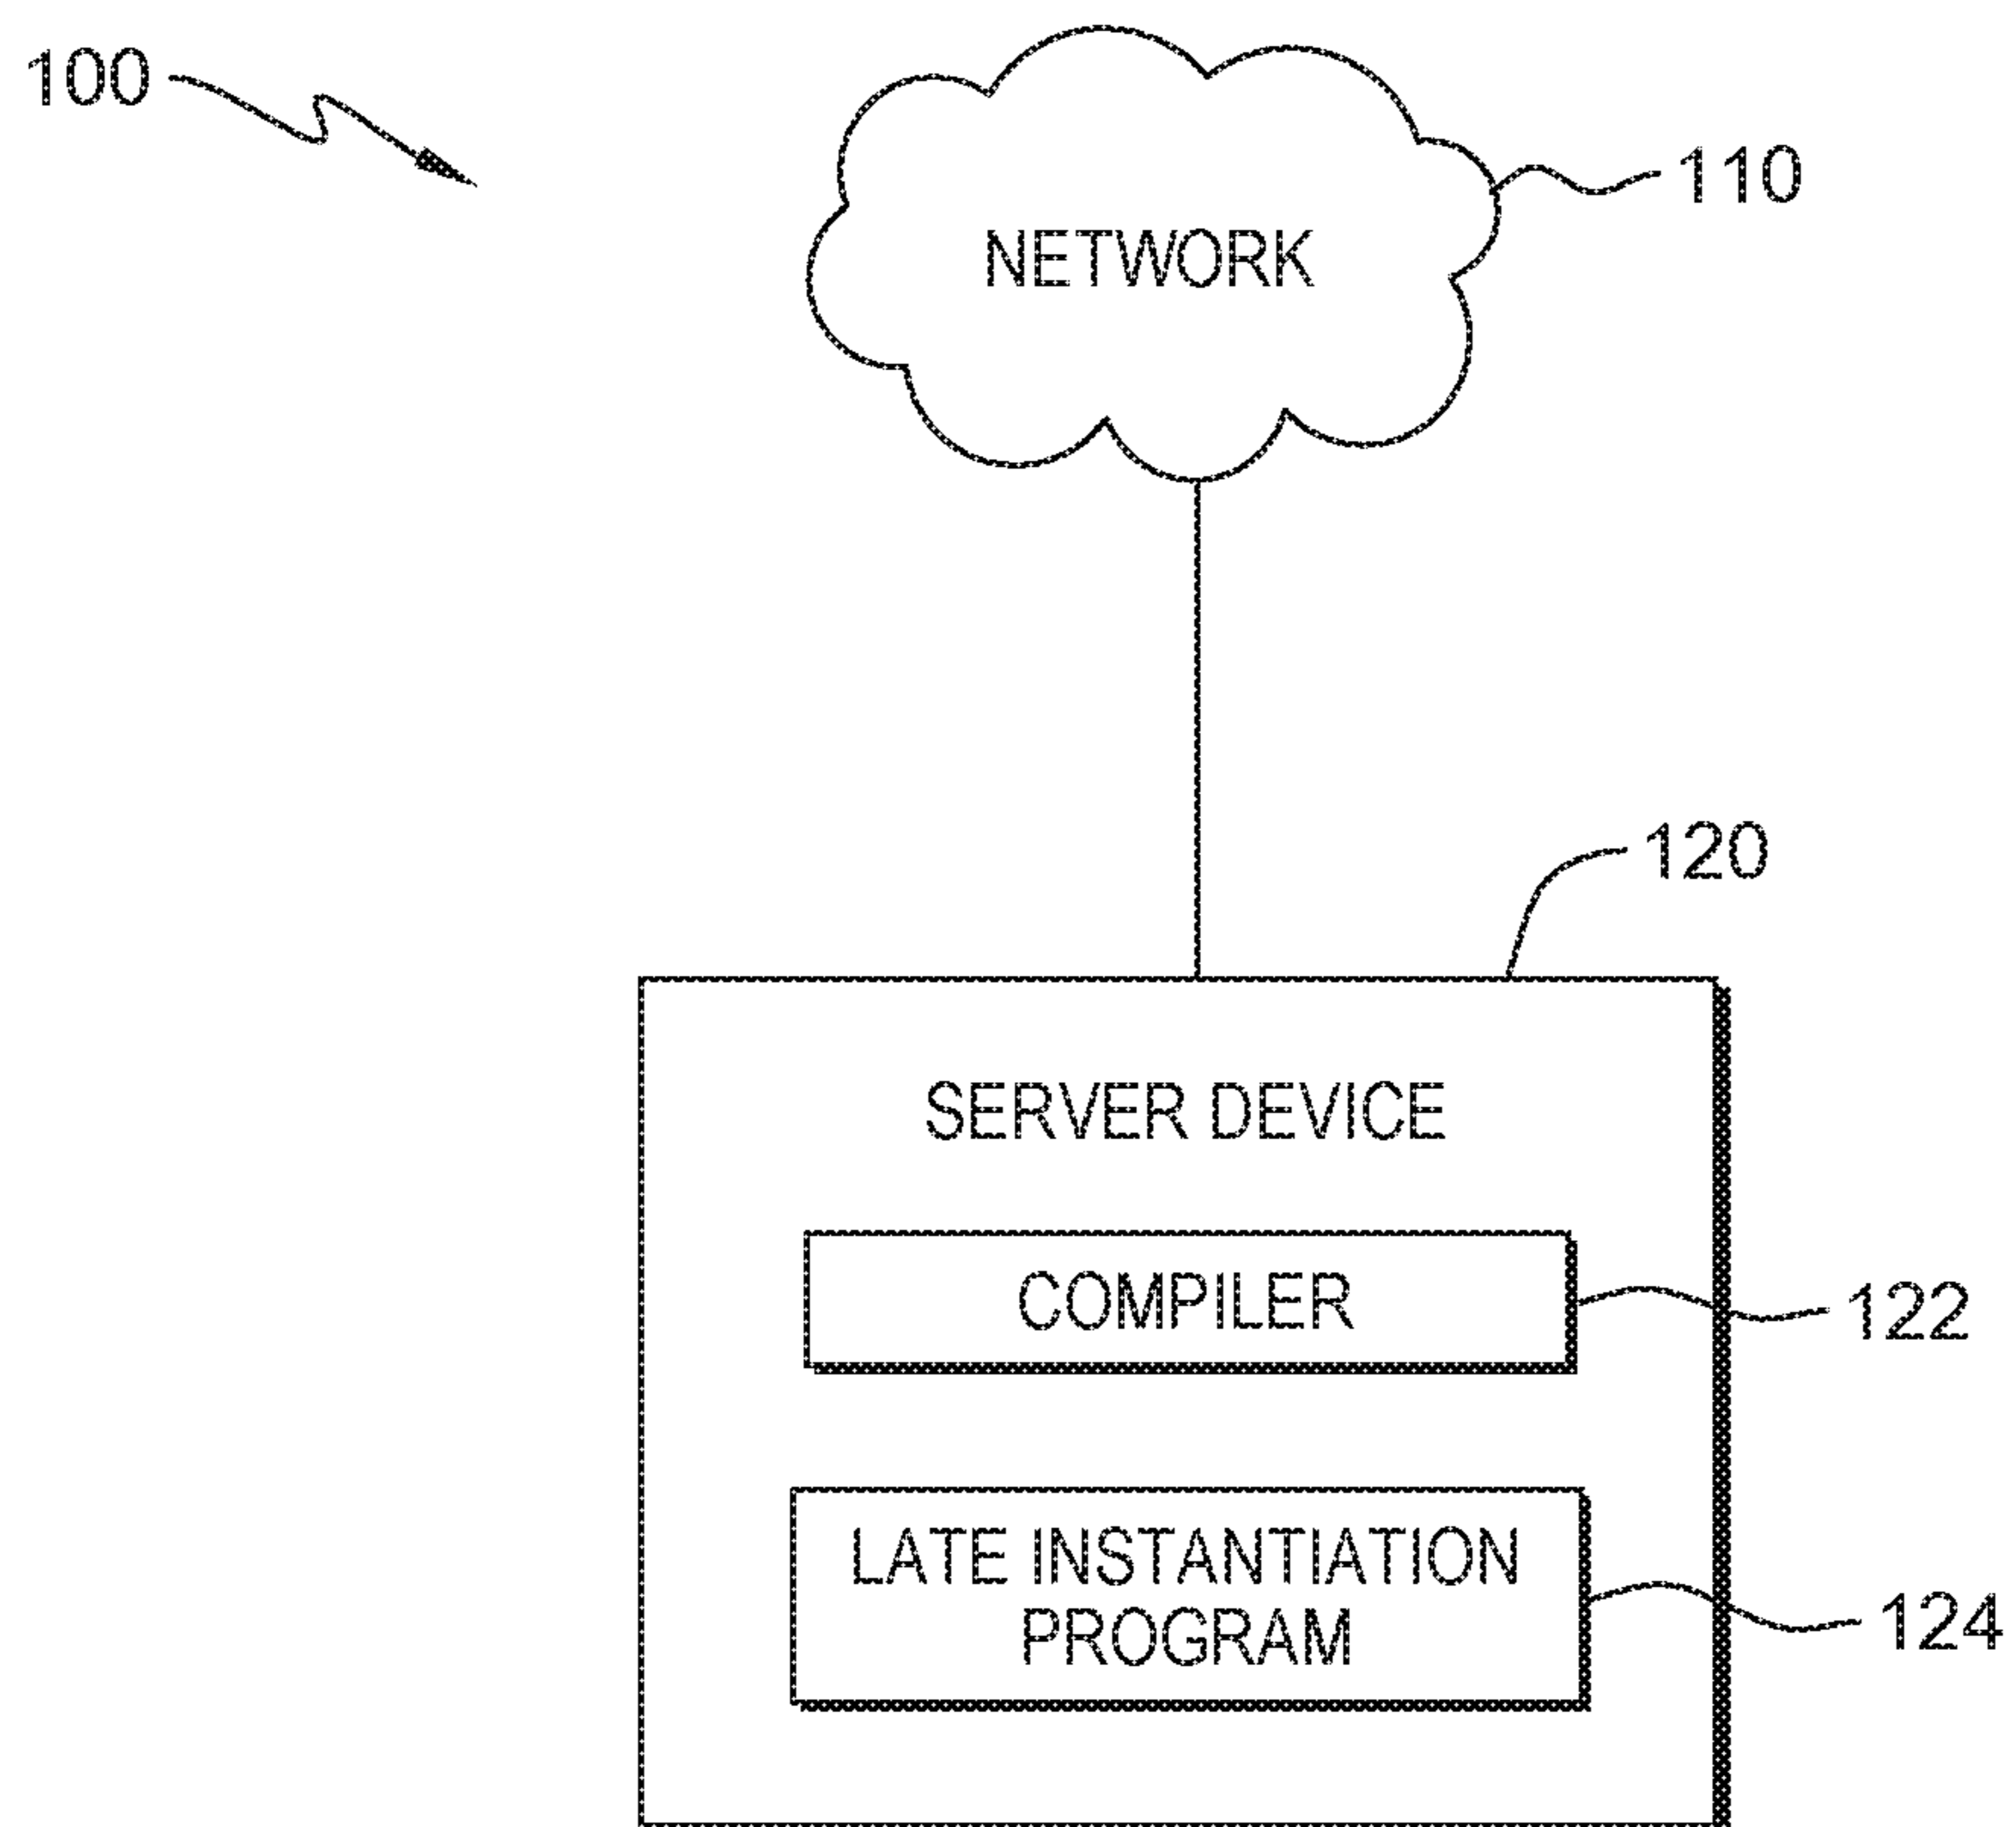 100
110
NETWORK
120
SERVER DEVICE
COMPILER
122
LATE INSTANTIATION
PROGRAM
124